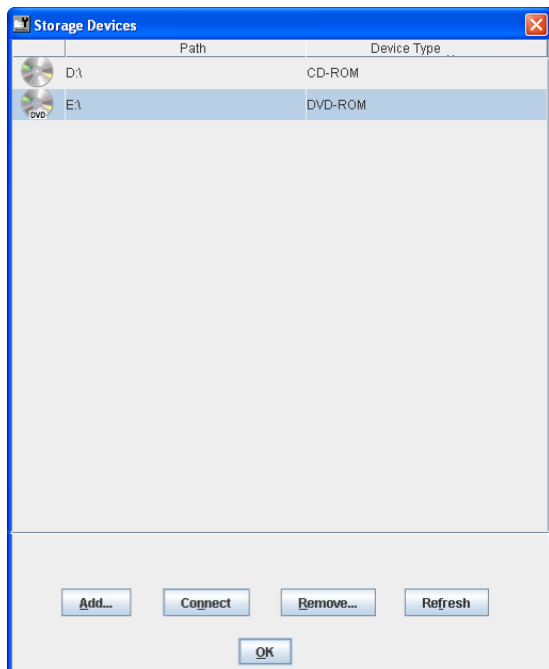 Storage Devices
Path Device Type
D:\ CD-ROM
DVD E:\ DVD-ROM
Add... Connect Remove... Refresh
OK